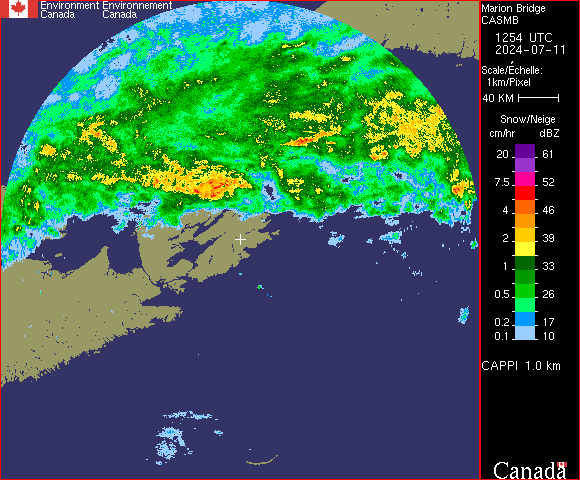 Environment Environnement
Canada Canada
Marion Bridge
CASMB
1254 UTC
2024-07-11
Scale/Échelle:
1km/Pixel
40 KM
Snow/Neige
cm/hr dBZ
20 61
7.5 52
4 46
2 39
1 33
0.5 26
0.2 17
0.1 10
CAPPI 1.0 km
Canada